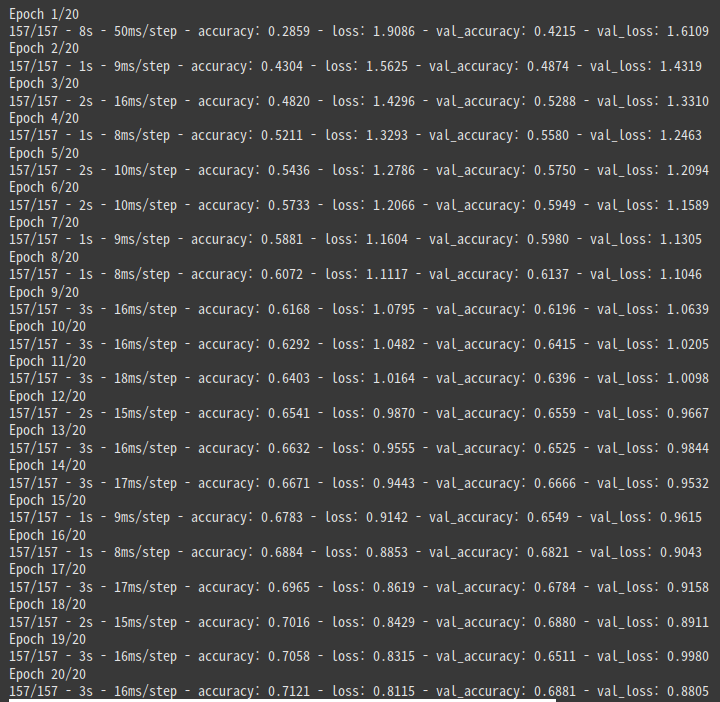 Epoch 1/20
157/157 - 8s - 50ms/step - accuracy: 0.2859 - loss: 1.9086 - val_accuracy: 0.4215 - val_loss: 1.6109
Epoch 2/20
157/157 - 1s - 9ms/step - accuracy: 0.4304 - loss: 1.5625 - val_accuracy: 0.4874 - val_loss: 1.4319
Epoch 3/20
157/157 - 2s - 16ms/step - accuracy: 0.4820 - loss: 1.4296 - val_accuracy: 0.5288 - val_loss: 1.3310
Epoch 4/20
157/157 - 1s - 8ms/step - accuracy: 0.5211 - loss: 1.3293 - val_accuracy: 0.5580 - val_loss: 1.2463
Epoch 5/20
157/157 - 2s - 10ms/step - accuracy: 0.5436 - loss: 1.2786 - val_accuracy: 0.5750 - val_loss: 1.2094
Epoch 6/20
157/157 - 2s - 10ms/step - accuracy: 0.5733 - loss: 1.2066 - val_accuracy: 0.5949 - val_loss: 1.1589
Epoch 7/20
157/157 - 1s - 9ms/step - accuracy: 0.5881 - loss: 1.1604 - val_accuracy: 0.5980 - val_loss: 1.1305
Epoch 8/20
157/157 - 1s - 8ms/step - accuracy: 0.6072 - loss: 1.1117 - val_accuracy: 0.6137 - val_loss: 1.1046
Epoch 9/20
157/157 - 3s - 16ms/step - accuracy: 0.6168 - loss: 1.0795 - val_accuracy: 0.6196 - val_loss: 1.0639
Epoch 10/20
157/157 - 3s - 16ms/step - accuracy: 0.6292 - loss: 1.0482 - val_accuracy: 0.6415 - val_loss: 1.0205
Epoch 11/20
157/157 - 3s - 18ms/step - accuracy: 0.6403 - loss: 1.0164 - val_accuracy: 0.6396 - val_loss: 1.0098
Epoch 12/20
157/157 - 2s - 15ms/step - accuracy: 0.6541 - loss: 0.9870 - val_accuracy: 0.6559 - val_loss: 0.9667
Epoch 13/20
157/157 - 3s - 16ms/step - accuracy: 0.6632 - loss: 0.9555 - val_accuracy: 0.6525 - val_loss: 0.9844
Epoch 14/20
157/157 - 3s - 17ms/step - accuracy: 0.6671 - loss: 0.9443 - val_accuracy: 0.6666 - val_loss: 0.9532
Epoch 15/20
157/157 - 1s - 9ms/step - accuracy: 0.6783 - loss: 0.9142 - val_accuracy: 0.6549 - val_loss: 0.9615
Epoch 16/20
157/157 - 1s - 8ms/step - accuracy: 0.6884 - loss: 0.8853 - val_accuracy: 0.6821 - val_loss: 0.9043
Epoch 17/20
157/157 - 3s - 17ms/step - accuracy: 0.6965 - loss: 0.8619 - val_accuracy: 0.6784 - val_loss: 0.9158
Epoch 18/20
157/157 - 2s - 15ms/step - accuracy: 0.7016 - loss: 0.8429 - val_accuracy: 0.6880 - val_loss: 0.8911
Epoch 19/20
157/157 - 3s - 16ms/step - accuracy: 0.7058 - loss: 0.8315 - val_accuracy: 0.6511 - val_loss: 0.9980
Epoch 20/20
157/157 - 3s - 16ms/step - accuracy: 0.7121 - loss: 0.8115 - val_accuracy: 0.6881 - val_loss: 0.8805